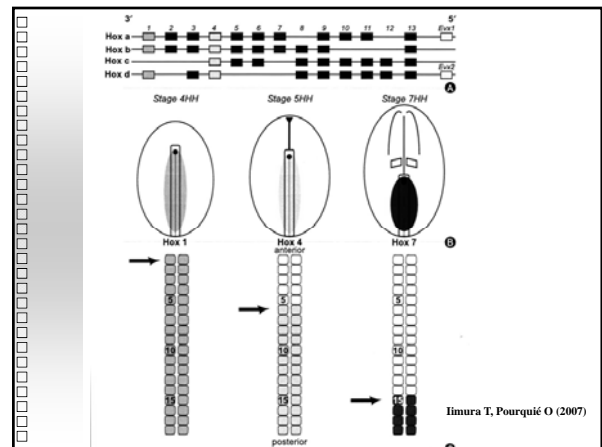 3′ 5′
1 2 3 4 5 6 7 8 9 10 11 12 13 Evx1
Hox a
Hox b
Hox c
Hox d Evx2
A
Stage 4HH Stage 5HH Stage 7HH
Hox 1 Hox 4 Hox 7 B
anterior
5 5 5
10 10 10
15 15 15
Iimura T, Pourquié O (2007)
posterior